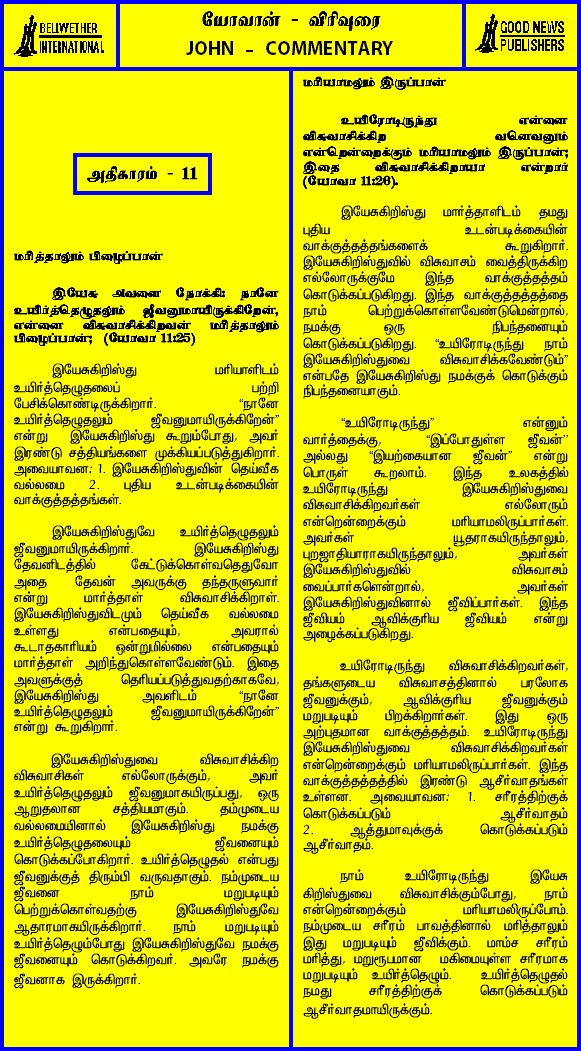 BELWETHER
INTERNATIONAL
யோவான் - விரிவுரை
JOHN - COMMENTARY
GOOD NEWS
PUBLISHERS
அதிகாரம் - 11
மரித்தாலும் பிழைப்பான்
இயேசு அவளை நோக்கி: நானே
உயிர்த்தெழுதலும் ஜீவனுமாயிருக்கிறேன்,
என்னை விசுவாசிக்கிறவன் மரித்தாலும்
பிழைப்பான்; (யோவா 11:25)
இயேசுகிறிஸ்து மரியாளிடம்
உயிர்த்தெழுதலைப் பற்றி
பேசிக்கொண்டிருக்கிறார். “நானே
உயிர்த்தெழுதலும் ஜீவனுமாயிருக்கிறேன்”
என்று இயேசுகிறிஸ்து கூறும்போது, அவர்
இரண்டு சத்தியங்களை முக்கியப்படுத்துகிறார்.
அவையாவன: 1. இயேசுகிறிஸ்துவின் தெய்வீக
வல்லமை 2. புதிய உடன்படிக்கையின்
வாக்குத்தத்தங்கள்.
இயேசுகிறிஸ்துவே உயிர்த்தெழுதலும்
ஜீவனுமாயிருக்கிறார். இயேசுகிறிஸ்து
தேவனிடத்தில் கேட்டுக்கொள்வதெதுவோ
அதை தேவன் அவருக்கு தந்தருளுவார்
என்று மார்த்தாள் விசுவாசிக்கிறாள்.
இயேசுகிறிஸ்துவிடமும் தெய்வீக வல்லமை
உள்ளது என்பதையும், அவரால்
கூடாதகாரியம் ஒன்றுமில்லை என்பதையும்
மார்த்தாள் அறிந்துகொள்ளவேண்டும். இதை
அவளுக்குத் தெரியப்படுத்துவதற்காகவே,
இயேசுகிறிஸ்து அவளிடம் “நானே
உயிர்த்தெழுதலும் ஜீவனுமாயிருக்கிறேன்”
என்று கூறுகிறார்.
இயேசுகிறிஸ்துவை விசுவாசிக்கிற
விசுவாசிகள் எல்லோருக்கும், அவர்
உயிர்த்தெழுதலும் ஜீவனுமாகயிருப்பது, ஒரு
ஆறுதலான சத்தியமாகும். தம்முடைய
வல்லமையினால் இயேசுகிறிஸ்து நமக்கு
உயிர்த்தெழுதலையும் ஜீவனையும்
கொடுக்கப்போகிறார். உயிர்த்தெழுதல் என்பது
ஜீவனுக்குத் திரும்பி வருவதாகும். நம்முடைய
ஜீவனை நாம் மறுபடியும்
பெற்றுக்கொள்வதற்கு இயேசுகிறிஸ்துவே
ஆதாரமாகயிருக்கிறார். நாம் மறுபடியும்
உயிர்த்தெழும்போது இயேசுகிறிஸ்துவே நமக்கு
ஜீவனையும் கொடுக்கிறவர். அவரே நமக்கு
ஜீவனாக இருக்கிறார்.
மரியாமலும் இருப்பான்
உயிரோடிருந்து என்னை
விசுவாசிக்கிற எவனும்
என்றென்றைக்கும் மரியாமலும் இருப்பான்;
இதை விசுவாசிக்கிறாயா என்றார்
(யோவா 11:26).
இயேசுகிறிஸ்து மார்த்தாளிடம் தமது
புதிய உடன்படிக்கையின்
வாக்குத்தத்தங்களைக் கூறுகிறார்.
இயேசுகிறிஸ்துவில் விசுவாசம் வைத்திருக்கிற
எல்லோருக்குமே இந்த வாக்குத்தத்தம்
கொடுக்கப்படுகிறது. இந்த வாக்குத்தத்தத்தை
நாம் பெற்றுக்கொள்ளவேண்டுமென்றால்,
நமக்கு ஒரு நிபந்தனையும்
கொடுக்கப்படுகிறது. “உயிரோடிருந்து நாம்
இயேசுகிறிஸ்துவை விசுவாசிக்கவேண்டும்”
என்பதே இயேசுகிறிஸ்து நமக்குக் கொடுக்கும்
நிபந்தனையாகும்.
“உயிரோடிருந்து” என்னும்
வார்த்தைக்கு, “இப்போதுள்ள ஜீவன்”
அல்லது “இயற்கையான ஜீவன்” என்று
பொருள் கூறலாம். இந்த உலகத்தில்
உயிரோடிருந்து இயேசுகிறிஸ்துவை
விசுவாசிக்கிறவர்கள் எல்லோரும்
என்றென்றைக்கும் மரியாமலிருப்பார்கள்.
அவர்கள் யூதராகயிருந்தாலும்,
புறஜாதியாராகயிருந்தாலும், அவர்கள்
இயேசுகிறிஸ்துவில் விசுவாசம்
வைப்பார்களென்றால், அவர்கள்
இயேசுகிறிஸ்துவினால் ஜீவிப்பார்கள். இந்த
ஜீவியம் ஆவிக்குரிய ஜீவியம் என்று
அழைக்கப்படுகிறது.
உயிரோடிருந்து விசுவாசிக்கிறவர்கள்,
தங்களுடைய விசுவாசத்தினால் பரலோக
ஜீவனுக்கும், ஆவிக்குரிய ஜீவனுக்கும்
மறுபடியும் பிறக்கிறார்கள். இது ஒரு
அற்புதமான வாக்குத்தத்தம். உயிரோடிருந்து
இயேசுகிறிஸ்துவை விசுவாசிக்கிறவர்கள்
என்றென்றைக்கும் மரியாமலிருப்பார்கள். இந்த
வாக்குத்தத்தத்தில் இரண்டு ஆசீர்வாதங்கள்
உள்ளன. அவையாவன: 1. சரீரத்திற்குக்
கொடுக்கப்படும் ஆசீர்வாதம்
2. ஆத்துமாவுக்குக் கொடுக்கப்படும்
ஆசீர்வாதம்.
நாம் உயிரோடிருந்து இயேசு
கிறிஸ்துவை விசுவாசிக்கும்போது, நாம்
என்றென்றைக்கும் மரியாமலிருப்போம்.
நம்முடைய சரீரம் பாவத்தினால் மரித்தாலும்
இது மறுபடியும் ஜீவிக்கும். மாம்ச சரீரம்
மரித்து, மறுரூபமான மகிமையுள்ள சரீரமாக
மறுபடியும் உயிர்த்தெழும். உயிர்த்தெழுதல்
நமது சரீரத்திற்குக் கொடுக்கப்படும்
ஆசீர்வாதமாயிருக்கும்.